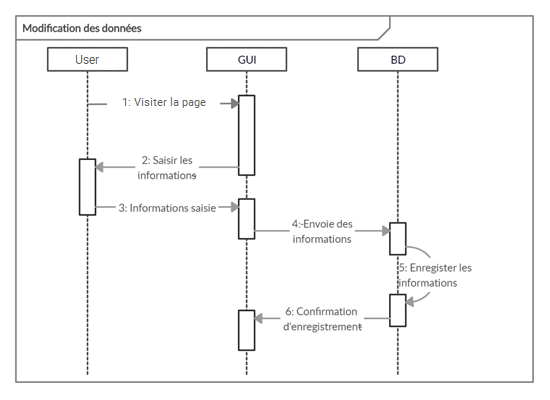 Modification des données
User
GUI
BD
1: Visiter la page
2: Saisir les
informations
3: Informations saisie
4: Envoie des
informations
5: Enregister les
informations
6: Confirmation
d'enregistrement